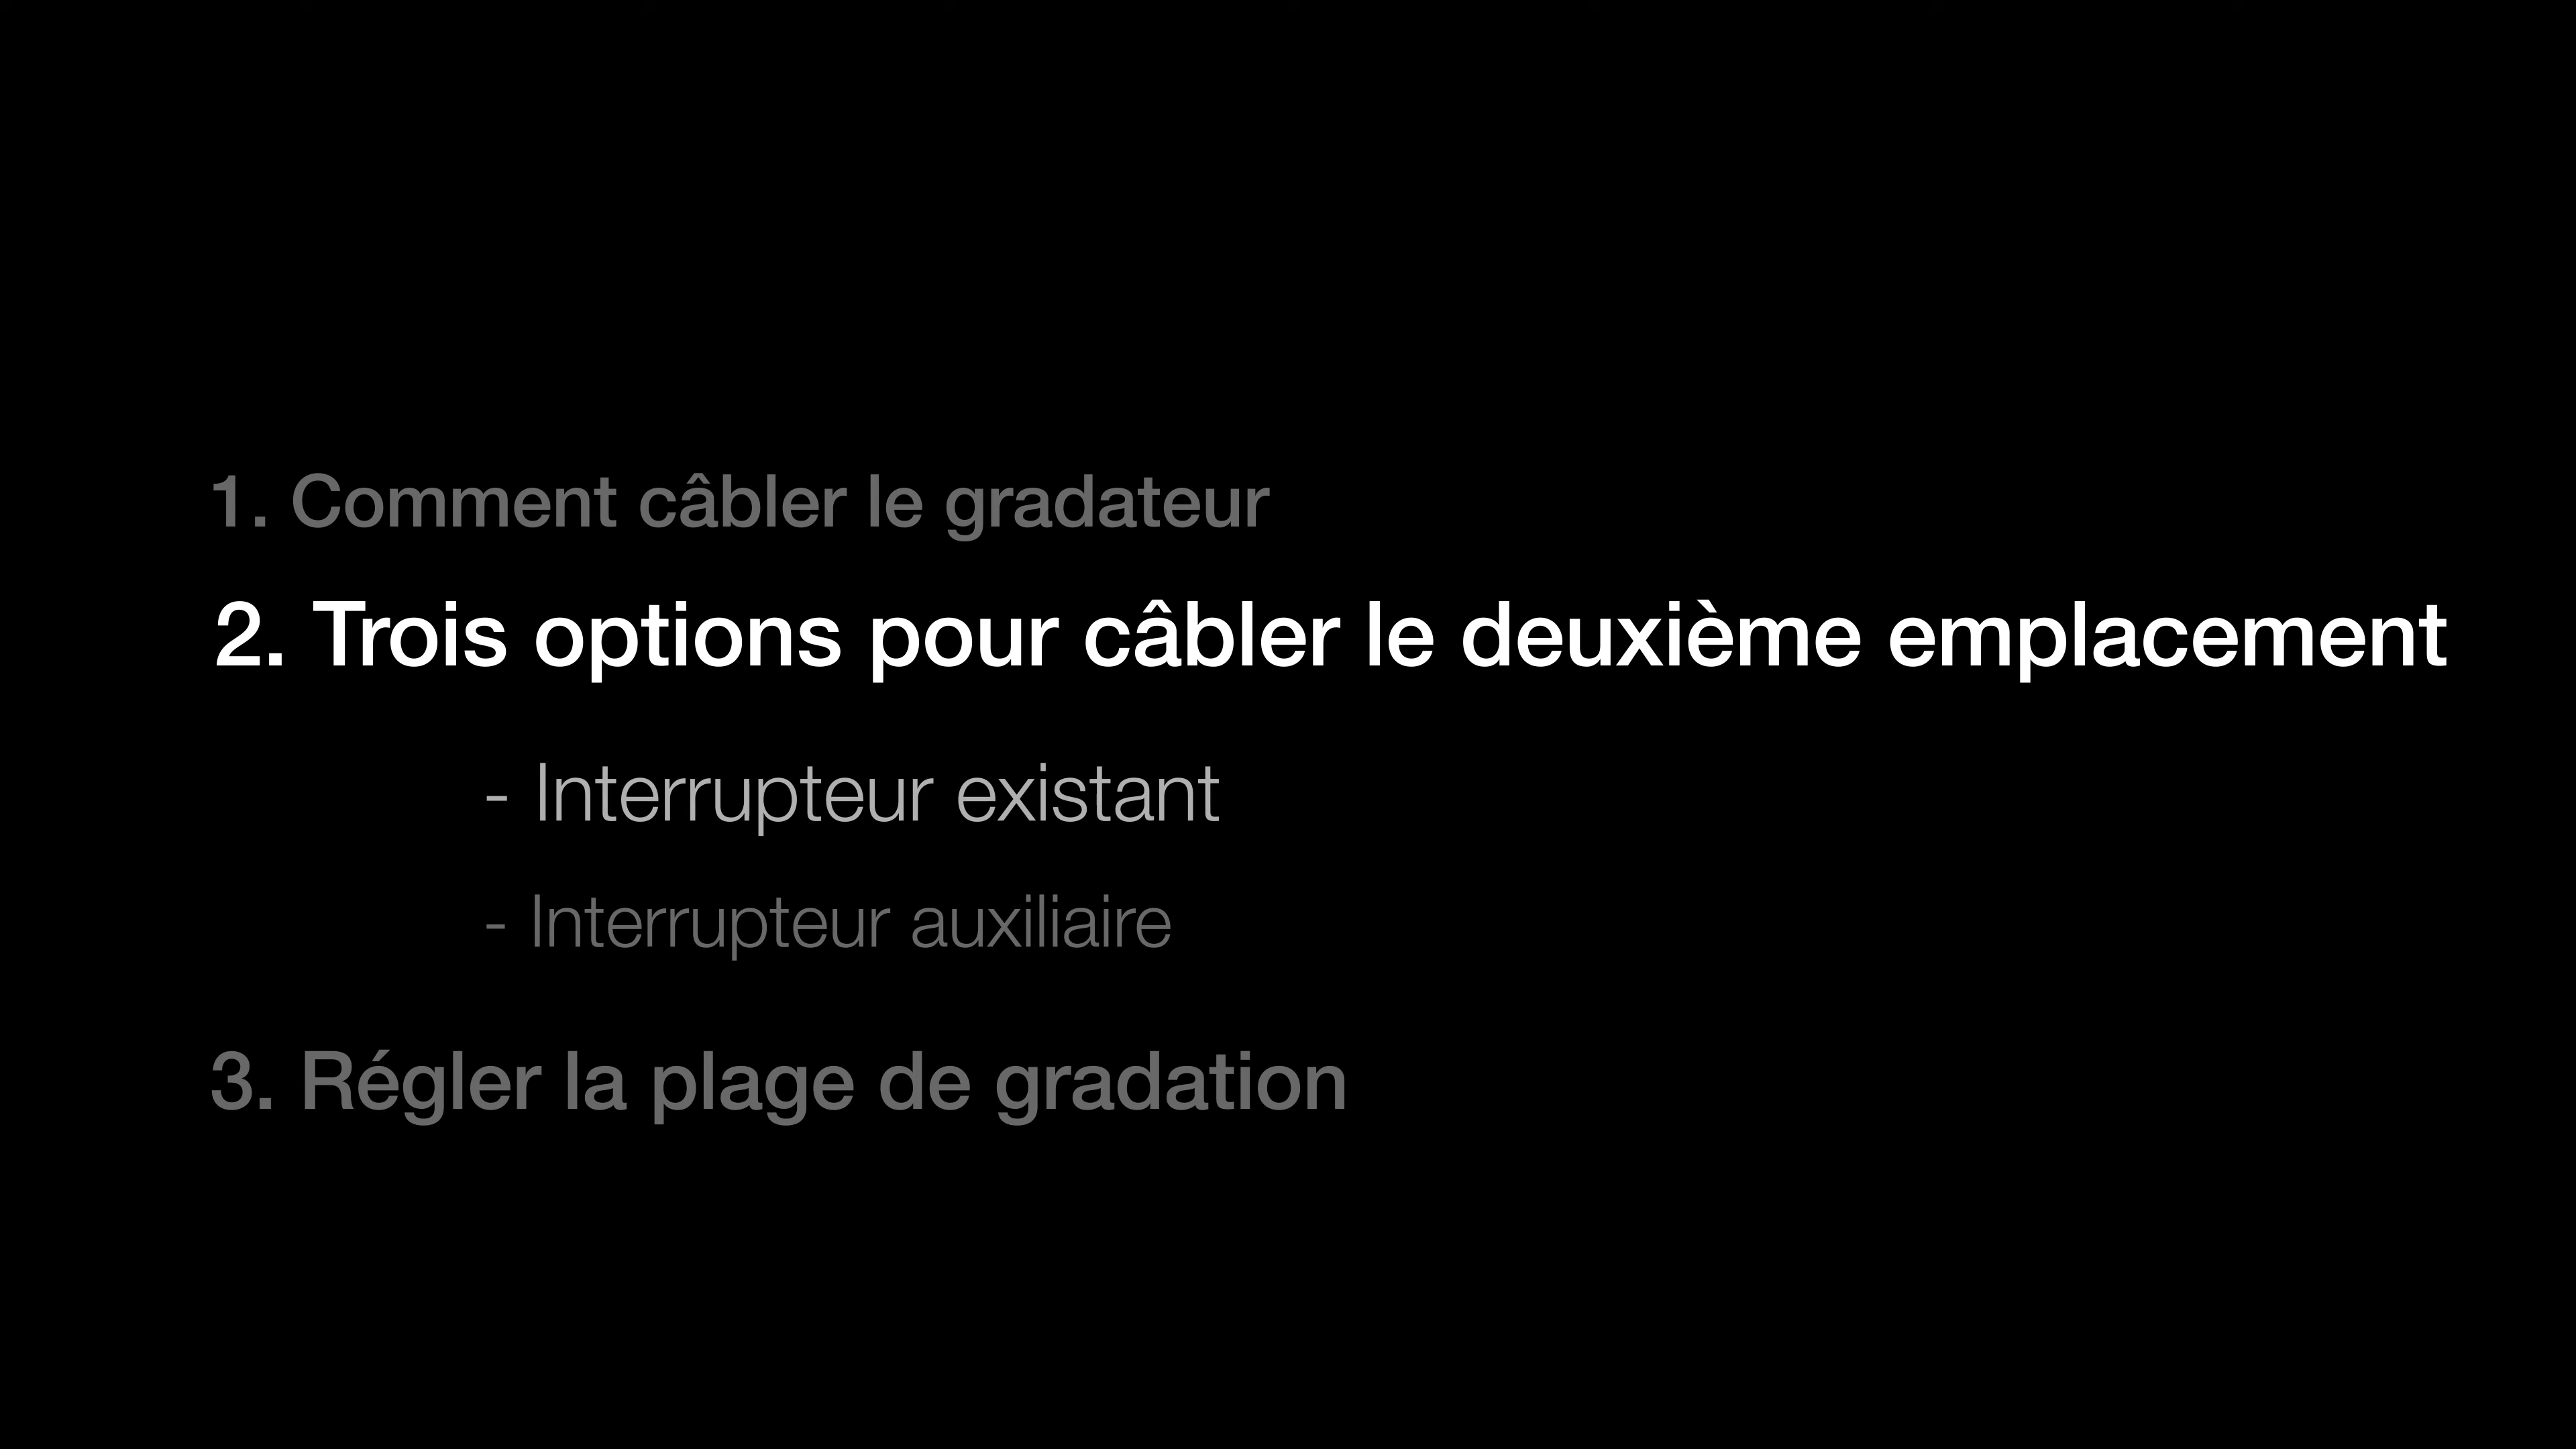 1. Comment câbler le gradateur
2. Trois options pour câbler le deuxième emplacement
- Interrupteur existant
- Interrupteur auxiliaire
3. Régler la plage de gradation